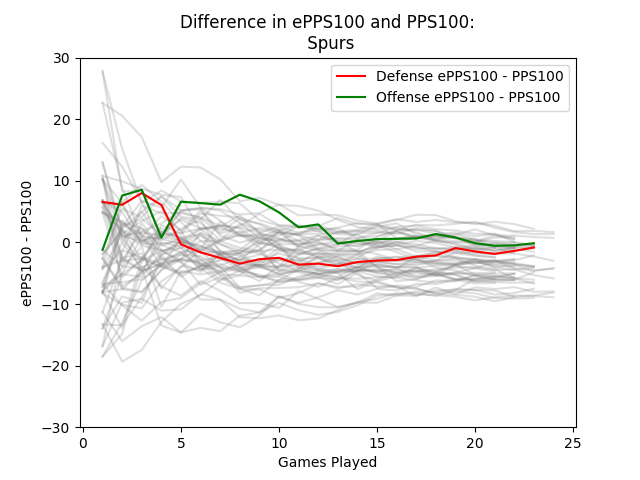 Difference in ePPS100 and PPS100:
Spurs
Defense ePPS100 - PPS100
Offense ePPS100 - PPS100
ePPS100 - PPS100
30
20
10
0
−10
−20
−30
0
5
10
15
20
25
Games Played